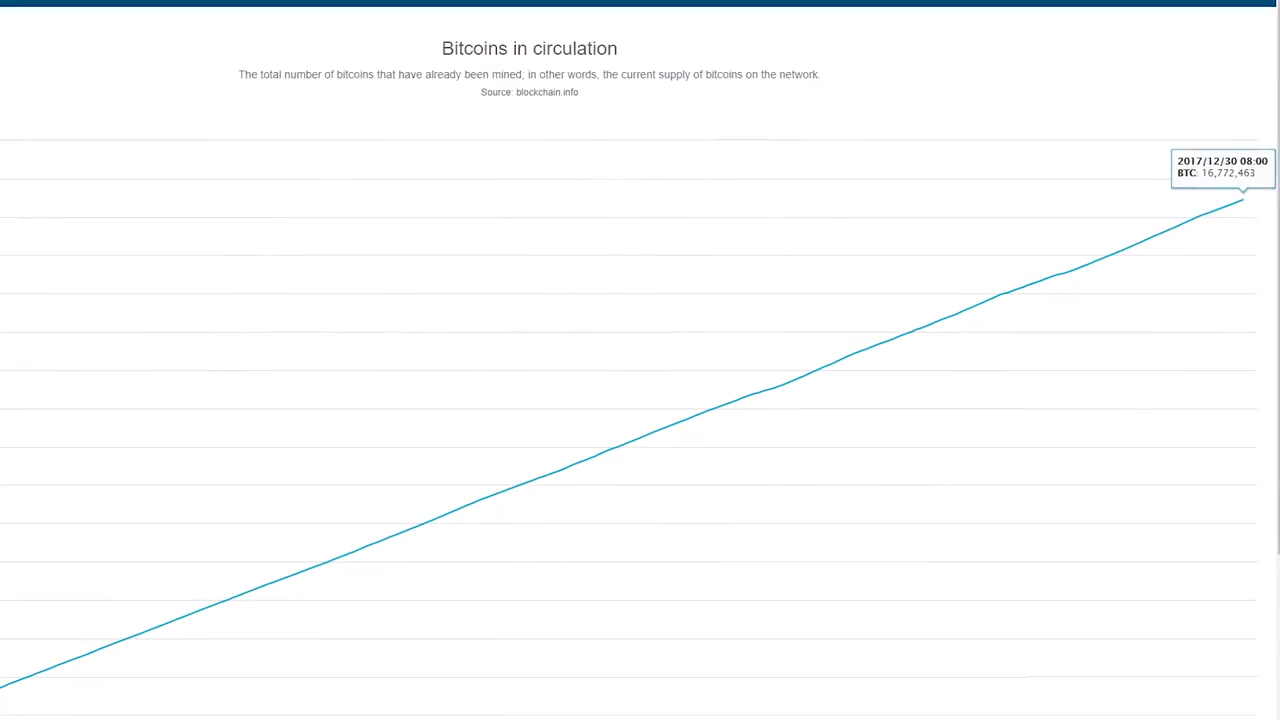 Bitcoins in circulation
The total number of bitcoins that have already been mined; in other words, the current supply of bitcoins on the network.
Source: blockchain.info
2017/12/30 08:00
BTC: 16,772,463